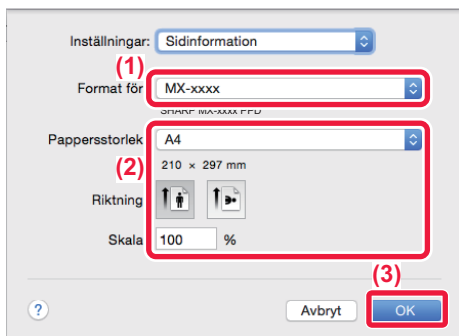 Inställningar: Sidinformation
(1)
Format för MX-xxxx
SHARP MX-xxxx PPD
Pappersstorlek A4
(2) 210 × 297 mm
Riktning
Skala 100 %
(3)
? Avbryt OK